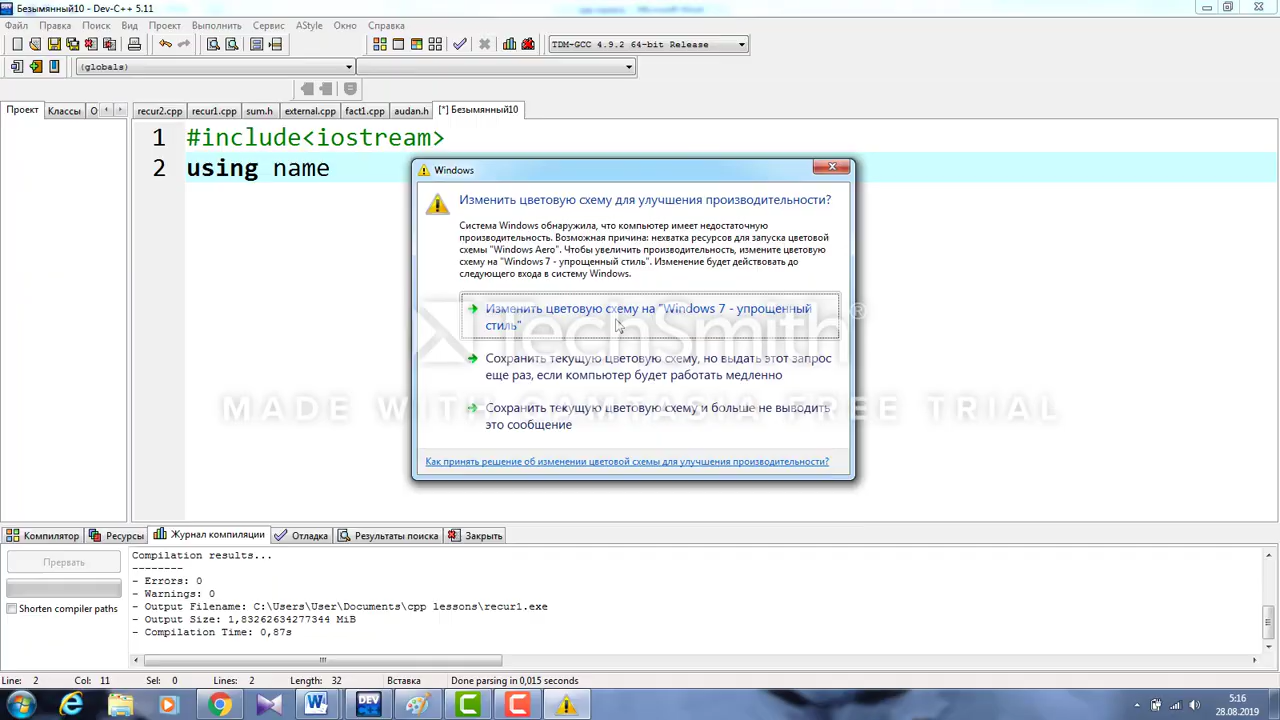 Безымянный10 - Dev-C++ 5.11
Файл Правка Поиск Вид Проект Выполнить Сервис AStyle Окно Справка
TDM-GCC 4.9.2 64-bit Release
(globals)
Проект Классы О recur2.cpp recur1.cpp sum.h external.cpp fact1.cpp audan.h [*] Безымянный10
1 #include<iostream>
2 using name
Windows
Изменить цветовую схему для улучшения производительности?
Система Windows обнаружила, что компьютер имеет недостаточную
производительность. Возможная причина: нехватка ресурсов для запуска цветовой
схемы "Windows Aero". Чтобы увеличить производительность, измените цветовую
схему на "Windows 7 - упрощенный стиль". Изменение будет действовать до
следующего входа в систему Windows.
Изменить цветовую схему на "Windows 7 - упрощенный
стиль"
TechSmith®
Сохранить текущую цветовую схему, но выдать этот запрос
еще раз, если компьютер будет работать медленно
MADE WITH CAMTASIA FREE TRIAL
Сохранить текущую цветовую схему и больше не выводить
это сообщение
Как принять решение об изменении цветовой схемы для улучшения производительности?
Компилятор Ресурсы Журнал компиляции Отладка Результаты поиска Закрыть
Прервать
Shorten compiler paths
Compilation results...
--------
- Errors: 0
- Warnings: 0
- Output Filename: C:\Users\User\Documents\cpp lessons\recur1.exe
- Output Size: 1,83262634277344 MiB
- Compilation Time: 0,87s
Line: 2 Col: 11 Sel: 0 Lines: 2 Length: 32 Вставка Done parsing in 0,015 seconds
DEV
5:16
28.08.2019